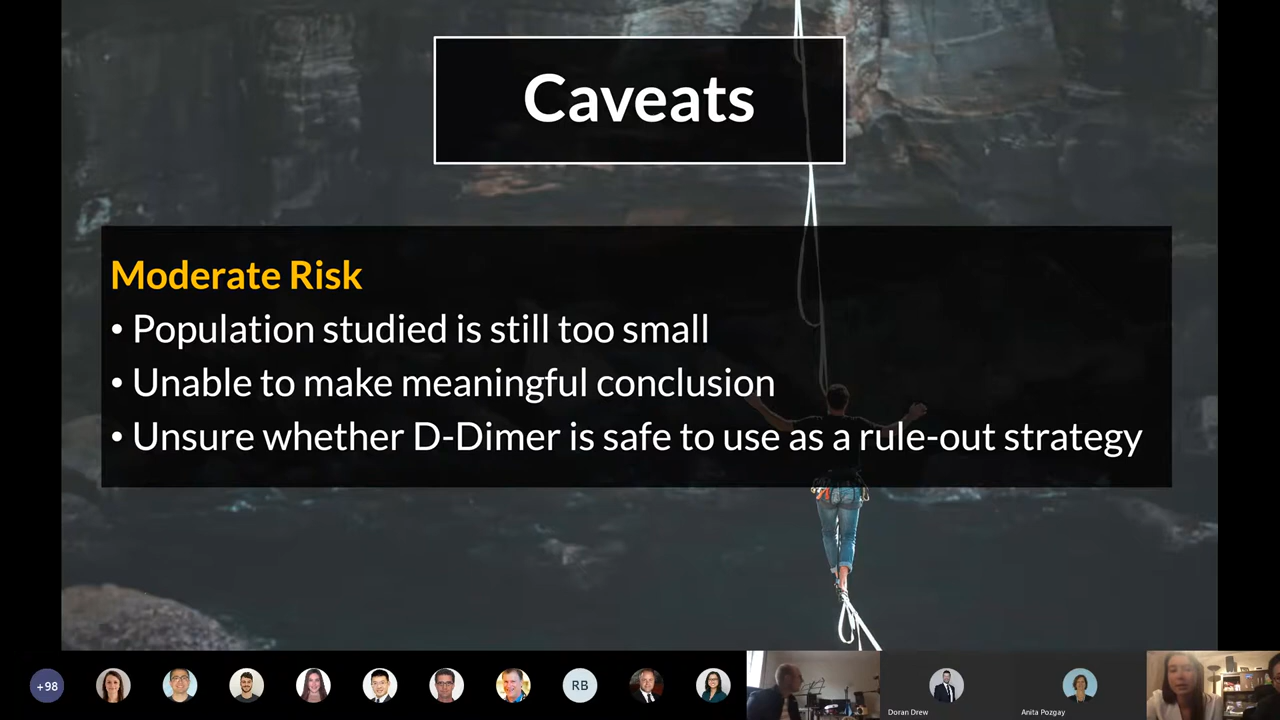 Caveats
Moderate Risk
• Population studied is still too small
• Unable to make meaningful conclusion
• Unsure whether D-Dimer is safe to use as a rule-out strategy
+98
RB
Doran Drew
Anita Pozgay